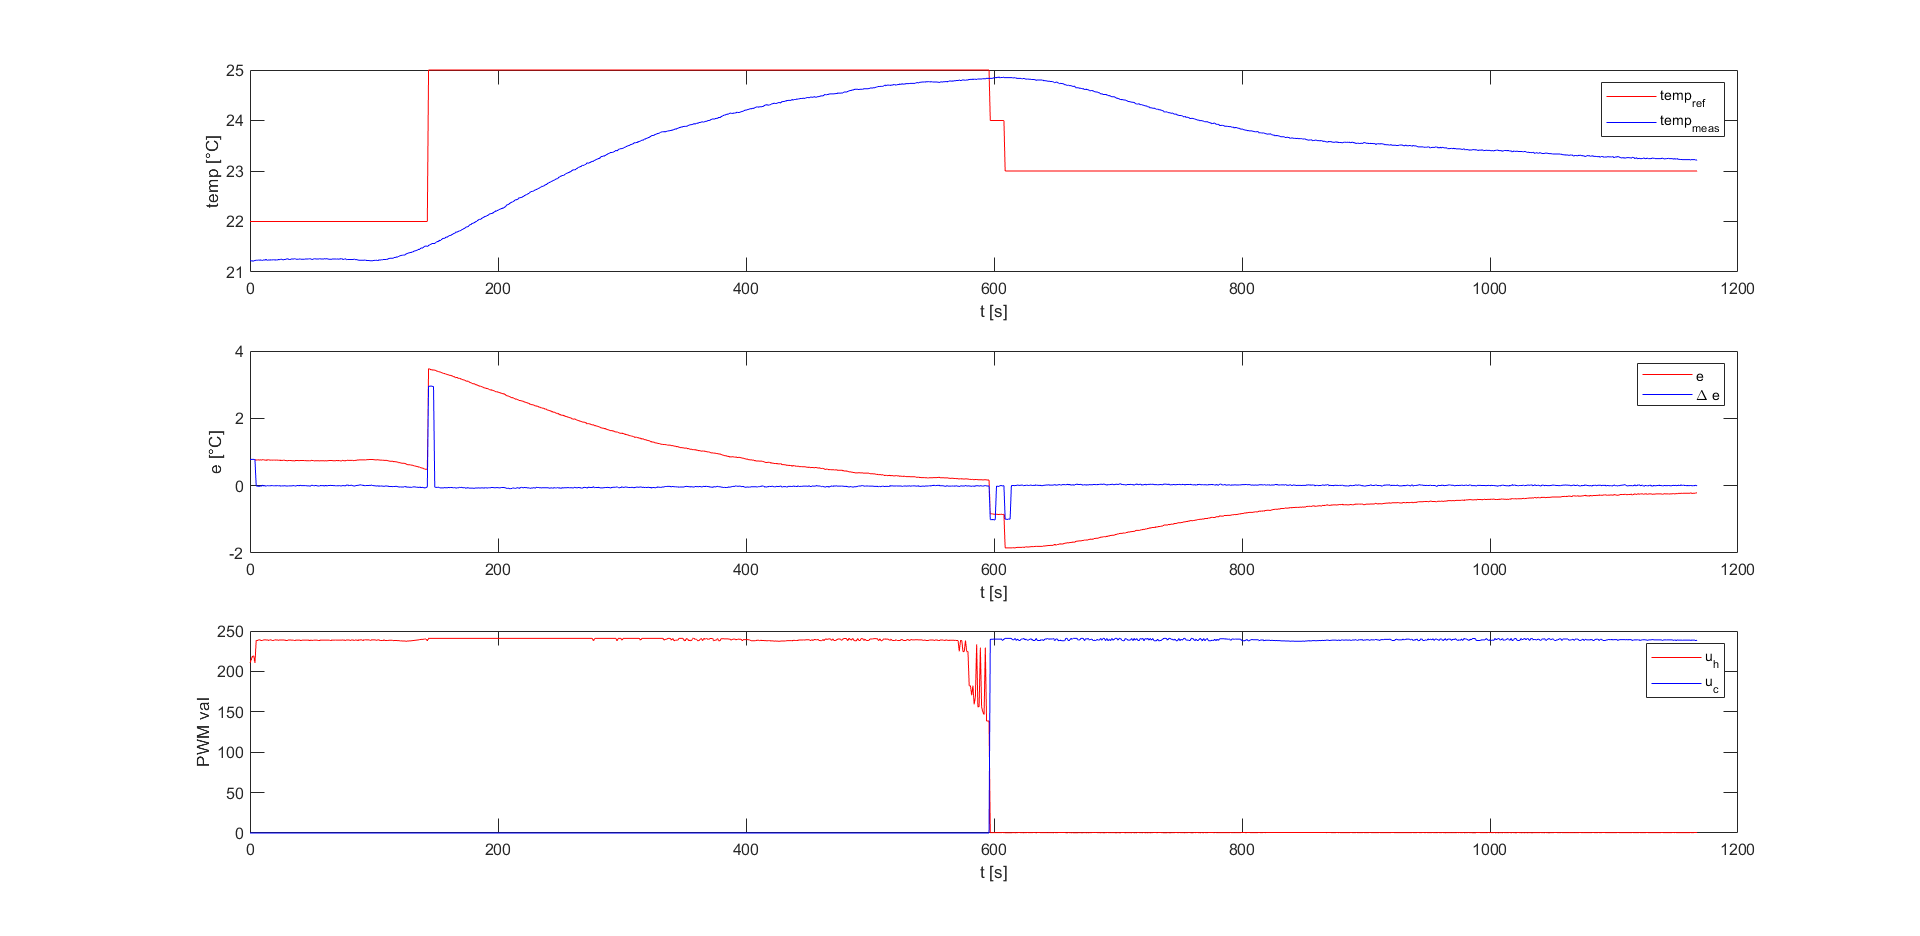 25
24
23
22
21
temp [°C]
0 200 400 600 800 1000 1200
t [s]
temp_ref
temp_meas
4
2
0
-2
e [°C]
0 200 400 600 800 1000 1200
t [s]
e
Δ e
250
200
150
100
50
0
PWM val
0 200 400 600 800 1000 1200
t [s]
u_h
u_c